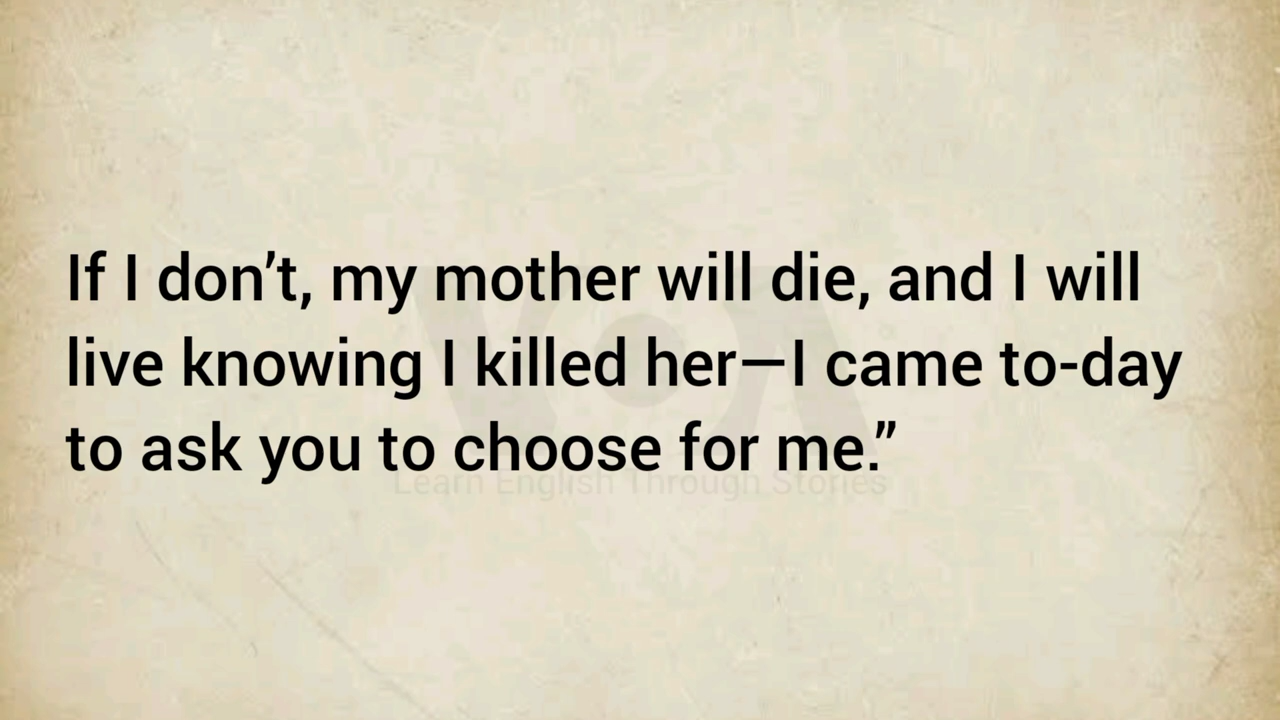 If I don’t, my mother will die, and I will
live knowing I killed her—I came to-day
to ask you to choose for me.”
VOA
Learn English Through Stories